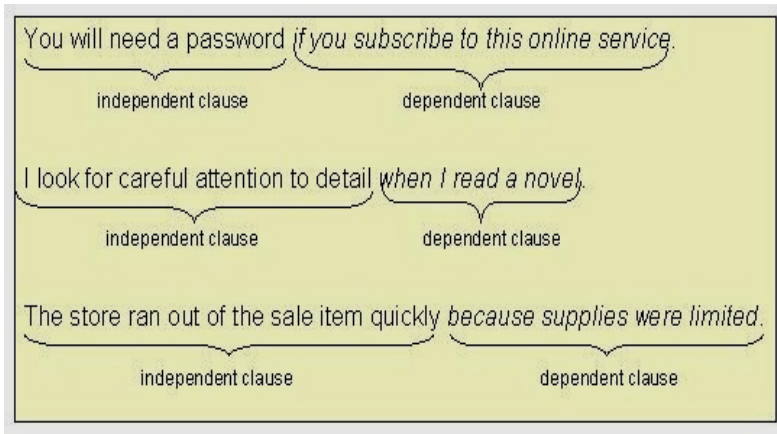 You will need a password if you subscribe to this online service.
independent clause dependent clause
I look for careful attention to detail when I read a novel.
independent clause dependent clause
The store ran out of the sale item quickly because supplies were limited.
independent clause dependent clause